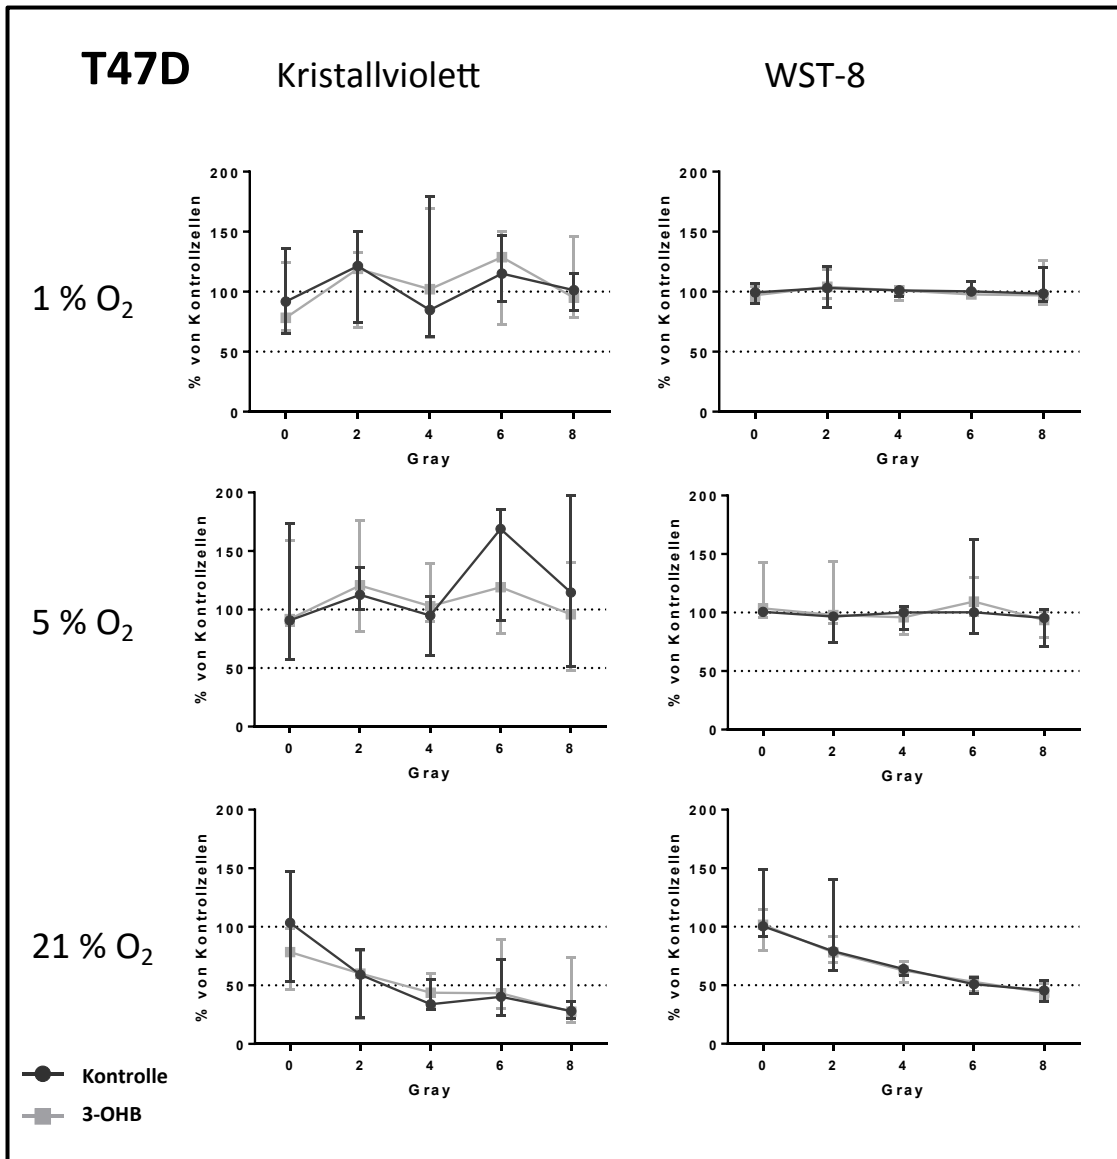 T47D
Kristallviolett
WST-8
1 % O₂
% von Kontrollzellen
200
150
100
50
0
0 2 4 6 8
Gray
% von Kontrollzellen
200
150
100
50
0
0 2 4 6 8
Gray
5 % O₂
% von Kontrollzellen
200
150
100
50
0
0 2 4 6 8
Gray
% von Kontrollzellen
200
150
100
50
0
0 2 4 6 8
Gray
21 % O₂
% von Kontrollzellen
200
150
100
50
0
0 2 4 6 8
Gray
% von Kontrollzellen
200
150
100
50
0
0 2 4 6 8
Gray
Kontrolle
3-OHB